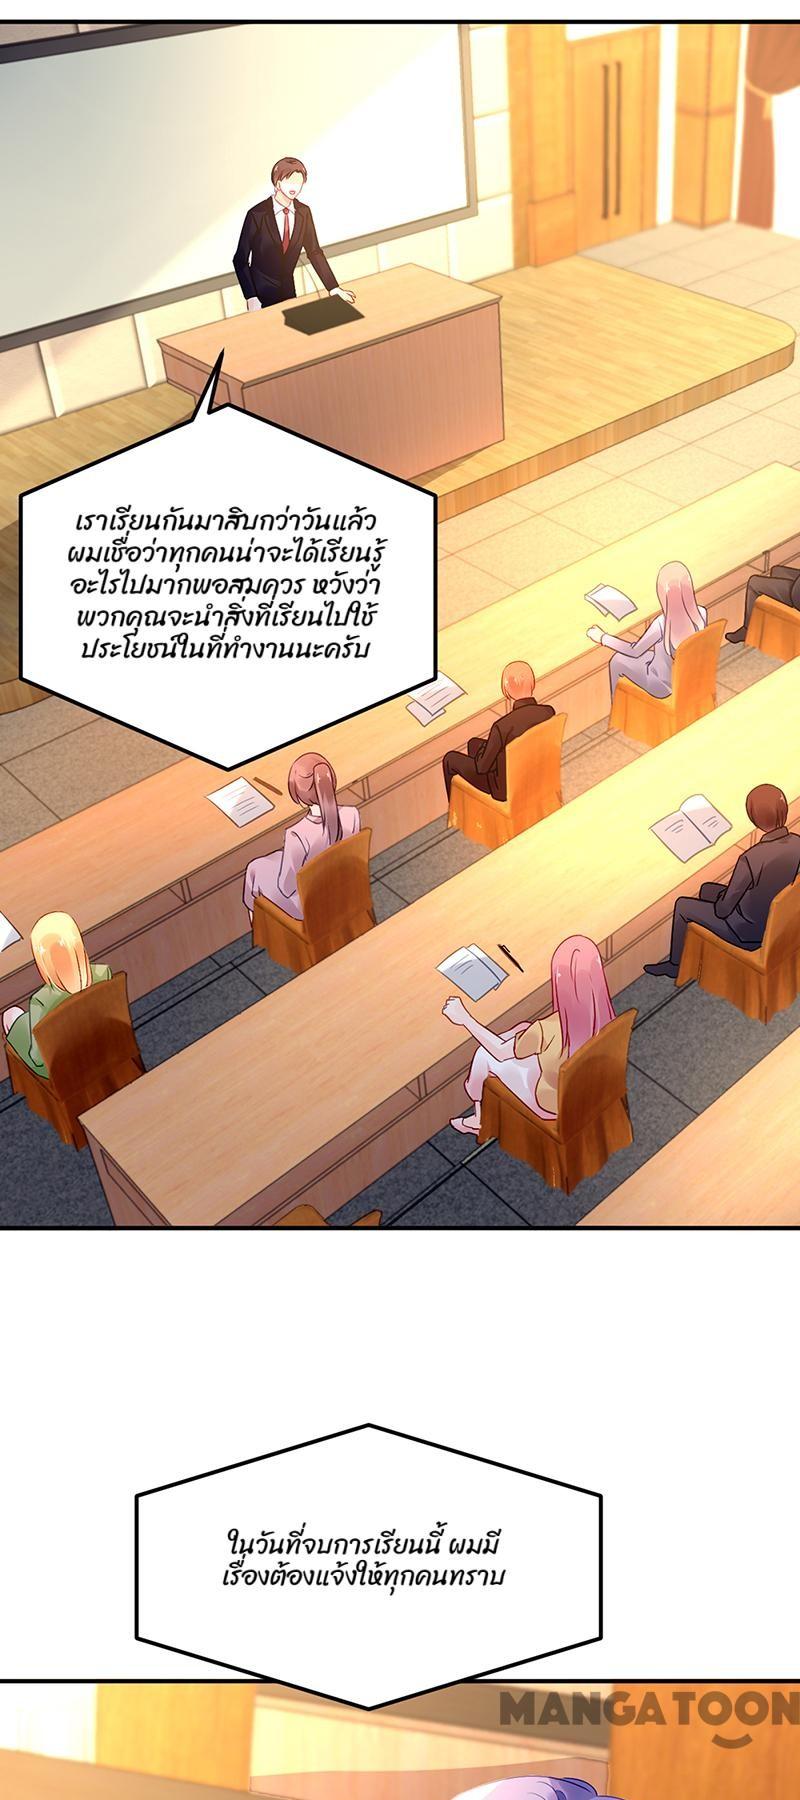 เราเรียนกันมาสิบกว่าวันแล้ว
ผมเชื่อว่าทุกคนน่าจะได้เรียนรู้
อะไรไปมากพอสมควร หวังว่า
พวกคุณจะนำสิ่งที่เรียนไปใช้
ประโยชน์ในที่ทำงานนะครับ
ในวันที่จบการเรียนนี้ ผมมี
เรื่องต้องแจ้งให้ทุกคนทราบ
MANGATOON